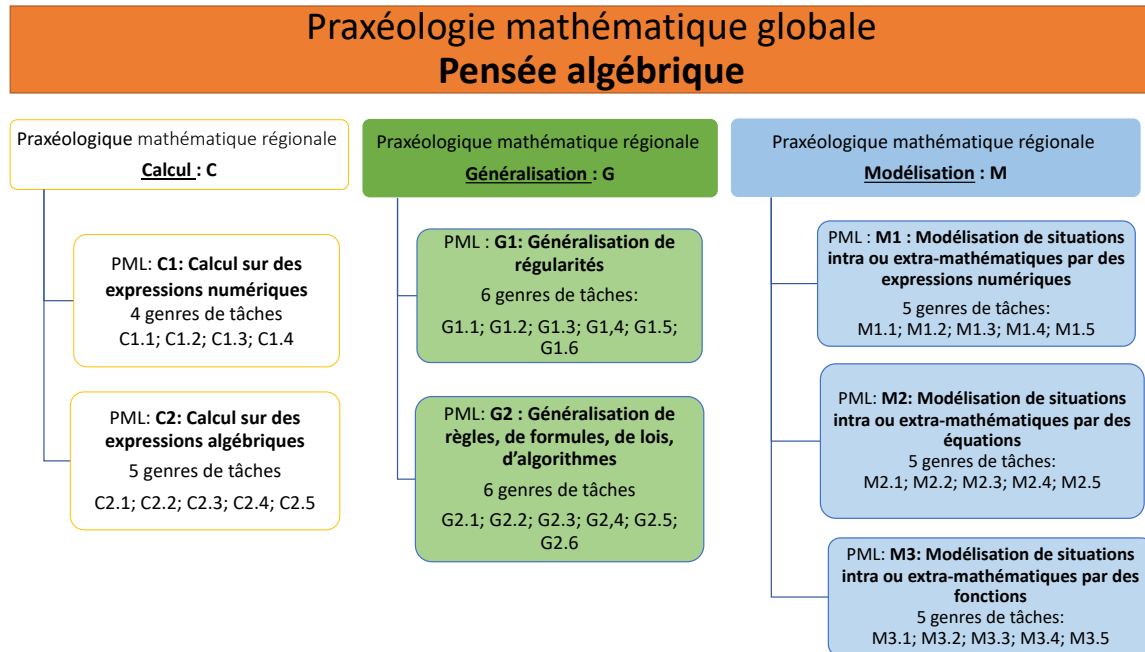 Praxéologie mathématique globale
Pensée algébrique
Praxéologique mathématique régionale
Calcul : C
PML: C1: Calcul sur des
expressions numériques
4 genres de tâches
C1.1; C1.2; C1.3; C1.4
PML: C2: Calcul sur des
expressions algébriques
5 genres de tâches
C2.1; C2.2; C2.3; C2.4; C2.5
Praxéologique mathématique régionale
Généralisation : G
PML : G1: Généralisation de
régularités
6 genres de tâches:
G1.1; G1.2; G1.3; G1,4; G1.5;
G1.6
PML: G2 : Généralisation de
règles, de formules, de lois,
d'algorithmes
6 genres de tâches
G2.1; G2.2; G2.3; G2,4; G2.5;
G2.6
Praxéologique mathématique régionale
Modélisation : M
PML : M1 : Modélisation de situations
intra ou extra-mathématiques par des
expressions numériques
5 genres de tâches:
M1.1; M1.2; M1.3; M1.4; M1.5
PML: M2: Modélisation de situations
intra ou extra-mathématiques par des
équations
5 genres de tâches:
M2.1; M2.2; M2.3; M2.4; M2.5
PML: M3: Modélisation de situations
intra ou extra-mathématiques par des
fonctions
5 genres de tâches:
M3.1; M3.2; M3.3; M3.4; M3.5